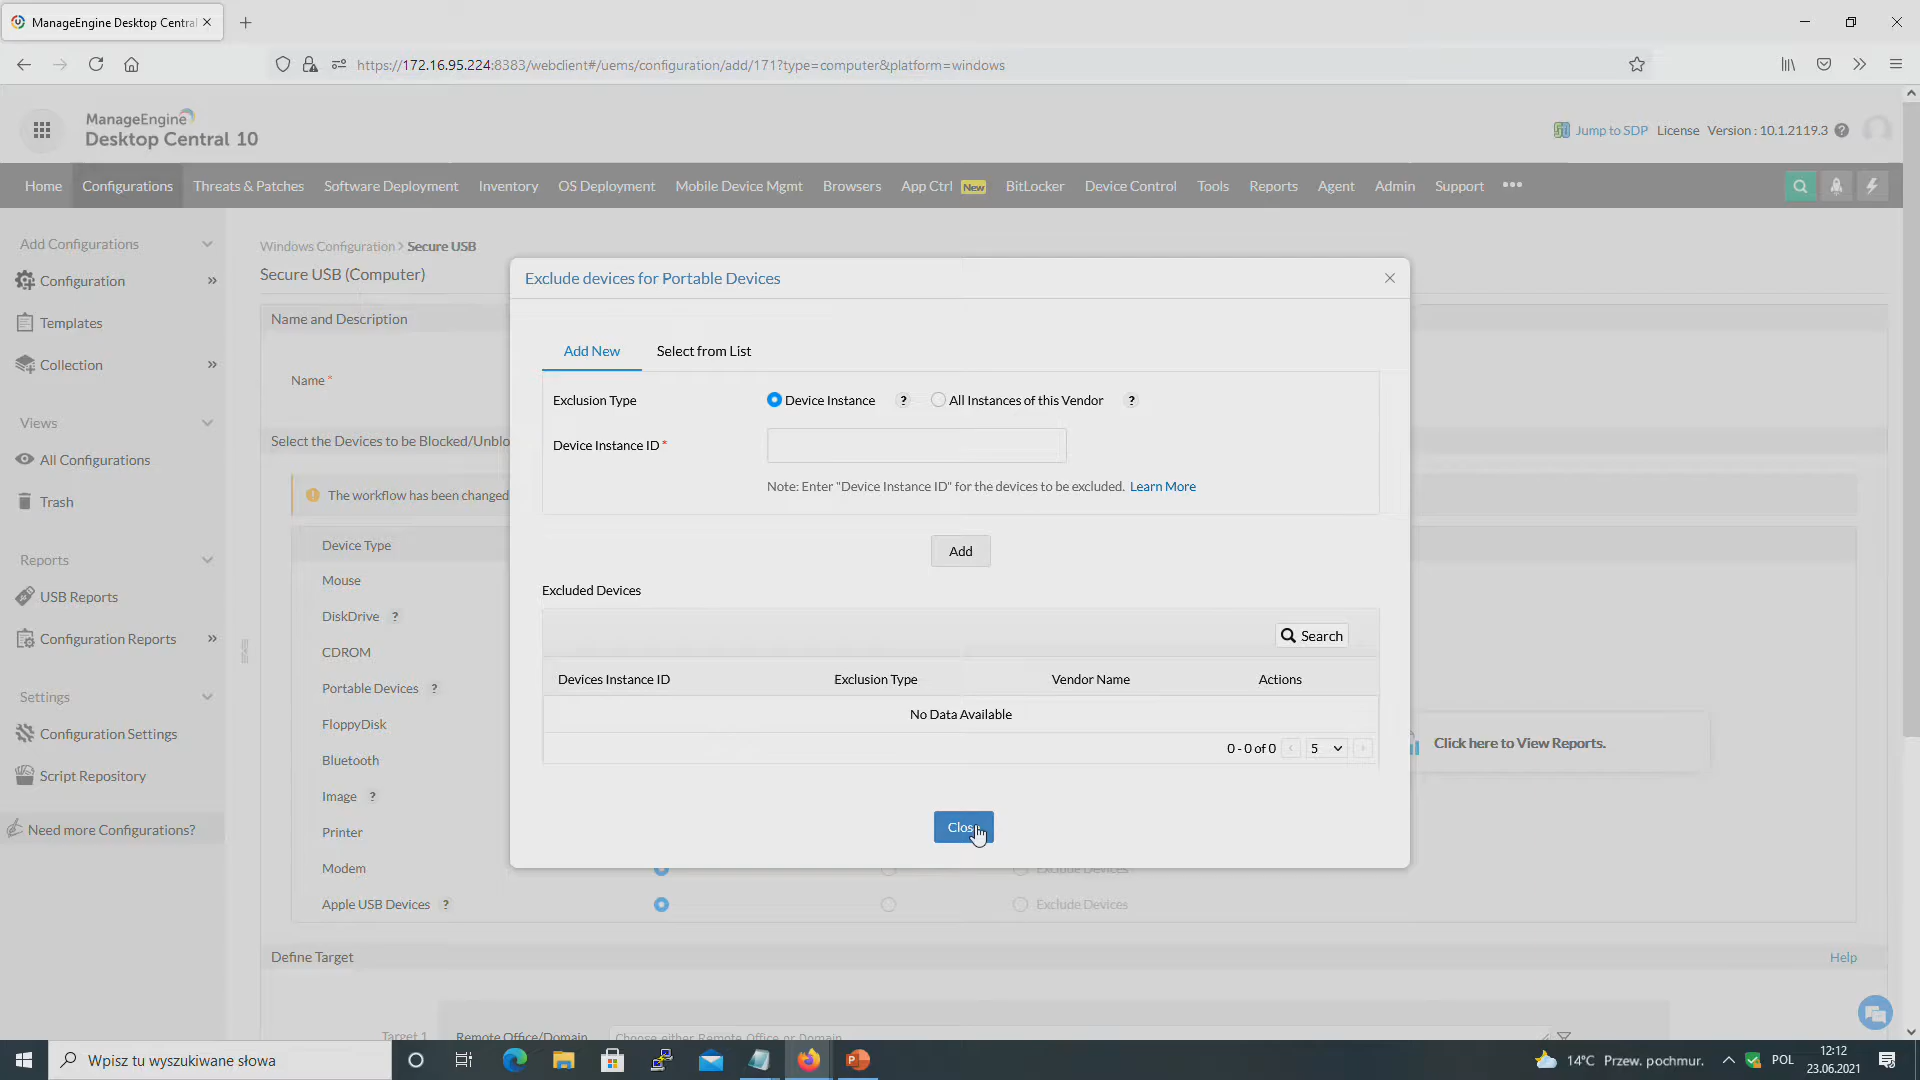 ManageEngine Desktop Central
https://172.16.95.224:8383/webclient#/uems/configuration/add/171?type=computer&platform=windows
ManageEngine
Desktop Central 10
Jump to SDP License Version : 10.1.2119.3 ?
Home Configurations Threats & Patches Software Deployment Inventory OS Deployment Mobile Device Mgmt Browsers App Ctrl New BitLocker Device Control Tools Reports Agent Admin Support •••
Add Configurations
Configuration
Templates
Collection
Views
All Configurations
Trash
Reports
USB Reports
Configuration Reports
Settings
Configuration Settings
Script Repository
Need more Configurations?
Windows Configuration > Secure USB
Secure USB (Computer)
Name and Description
Name *
Select the Devices to be Blocked/Unblo
The workflow has been changed
Device Type
Mouse
DiskDrive ?
CDROM
Portable Devices ?
FloppyDisk
Bluetooth
Image ?
Printer
Modem Exclude Devices
Apple USB Devices ? Exclude Devices
Click here to View Reports.
Define Target
Help
Target 1 Remote Office/Domain Choose either Remote Office or Domain
Exclude devices for Portable Devices
Add New Select from List
Exclusion Type Device Instance ? All Instances of this Vendor ?
Device Instance ID *
Note: Enter "Device Instance ID" for the devices to be excluded. Learn More
Add
Excluded Devices
Search
Devices Instance ID Exclusion Type Vendor Name Actions
No Data Available
0 - 0 of 0 5
Clos
Wpisz tu wyszukiwane słowa
14°C Przew. pochmur.
POL
12:12
23.06.2021